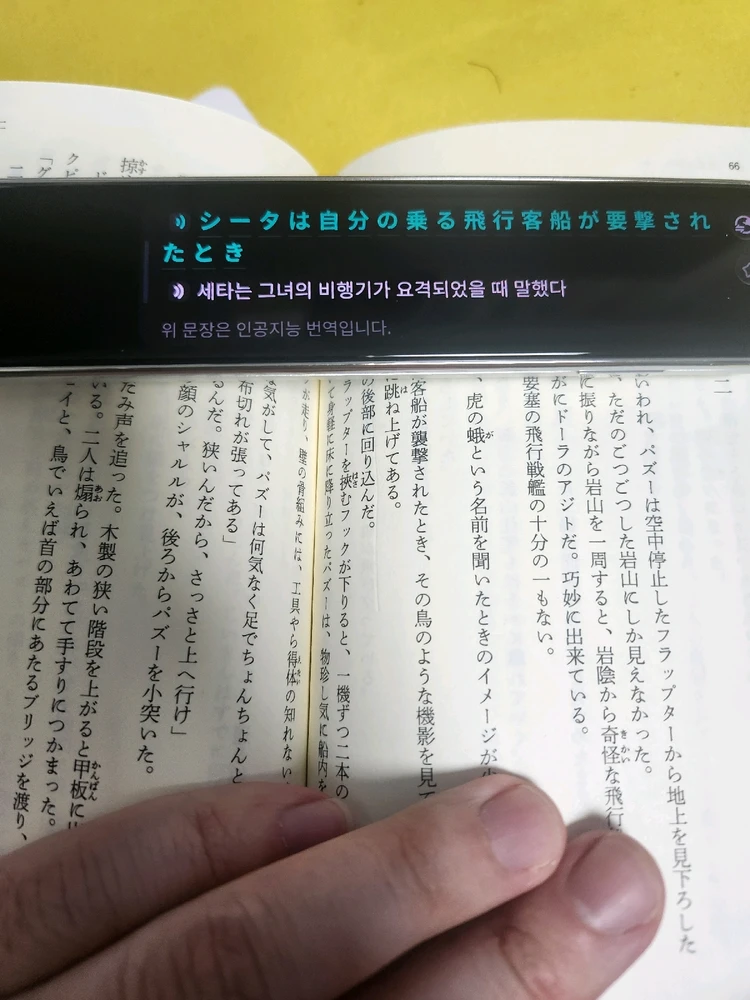 66
シータは自分の乗る飛行客船が要撃され
たとき
세타는 그녀의 비행기가 요격되었을 때 말했다
위 문장은 인공지능 번역입니다.
二
いわれ、パズーは空中停止したフラップターから地上を見下ろした
、ただのごつごつした岩山にしか見えなかった。
に振りながら岩山を一周すると、岩陰から奇怪な飛行
がにドーラのアジトだ。巧妙に出来ている。
要塞の飛行戦艦の十分の一もない。
、虎の蛾という名前を聞いたときのイメージが
客船が襲撃されたとき、その鳥のような機影を見て
に跳ね上げてある。
の後部に回り込んだ。
ラップターを挟むフックが下りると、一機ずつ二本の
て身軽に床に降り立ったパズーは、物珍し気に船内を
が走り、壁の骨組みには、工具やら得体の知れない
な気がして、パズーは何気なく足でちょんちょんと
布切れが張ってある」
るんだ。狭いんだから、さっさと上へ行け」
顔のシャルルが、後ろからパズーを小突いた。
たみ声を追った。木製の狭い階段を上がると甲板に
いる。二人は煽られ、あわてて手すりにつかまった。
イと、鳥でいえば首の部分にあたるブリッジを渡り、